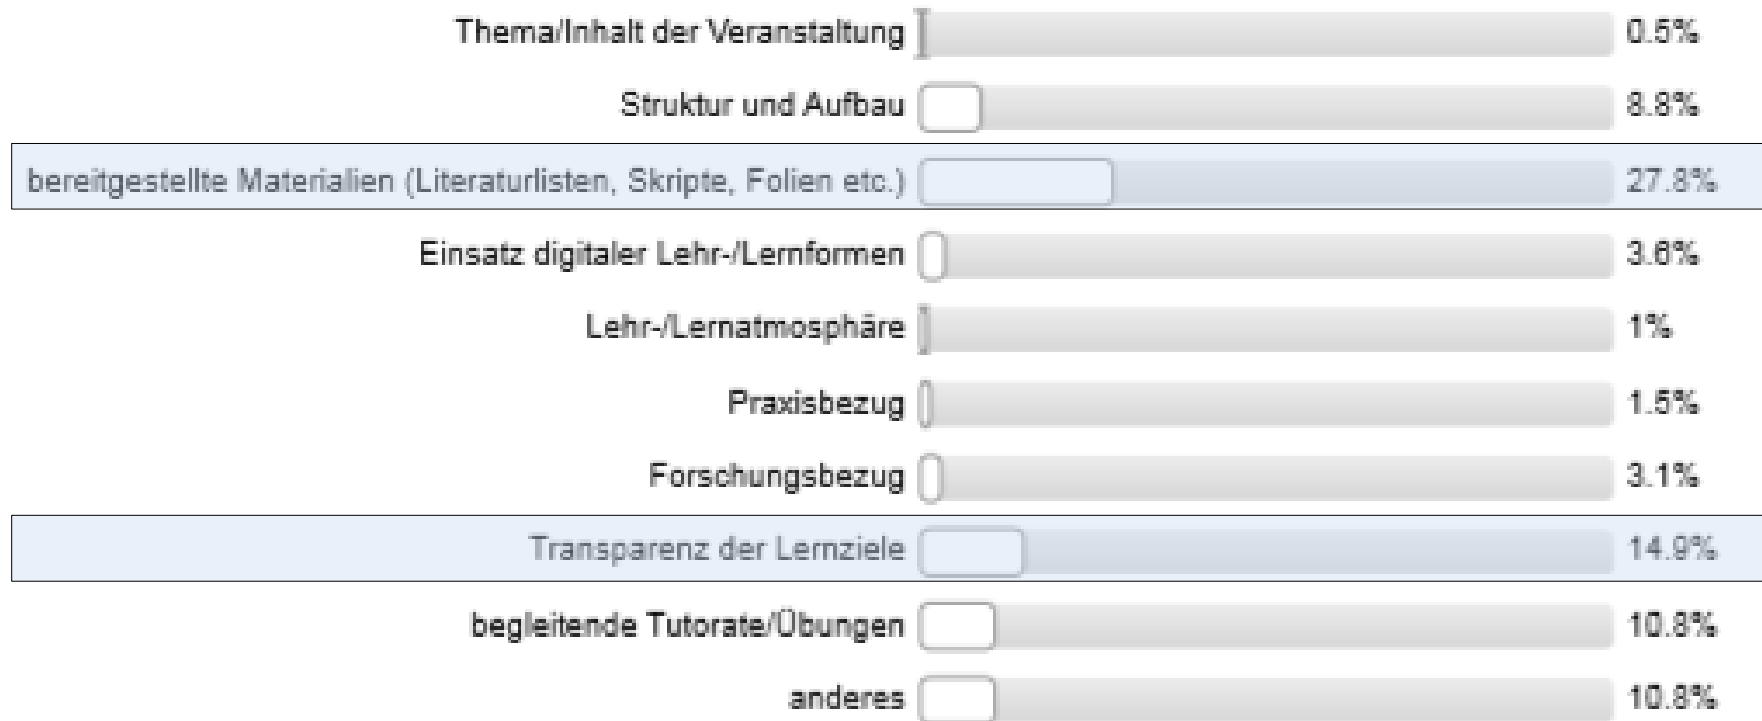 Thema/Inhalt der Veranstaltung 0.5%
Struktur und Aufbau 8.8%
bereitgestellte Materialien (Literaturlisten, Skripte, Folien etc.) 27.8%
Einsatz digitaler Lehr-/Lernformen 3.6%
Lehr-/Lernatmosphäre 1%
Praxisbezug 1.5%
Forschungsbezug 3.1%
Transparenz der Lernziele 14.9%
begleitende Tutorate/Übungen 10.8%
anderes 10.8%